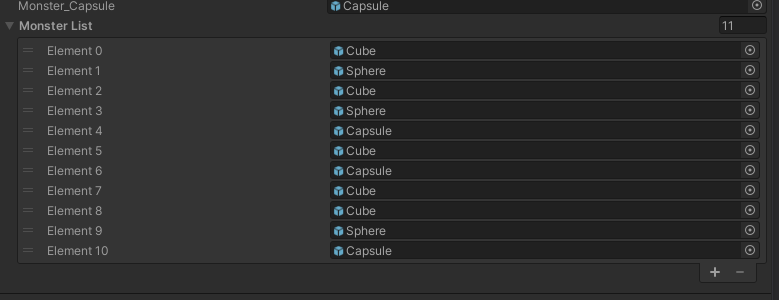 Monster_Capsule Capsule
Monster List 11
Element 0 Cube
Element 1 Sphere
Element 2 Cube
Element 3 Sphere
Element 4 Capsule
Element 5 Cube
Element 6 Capsule
Element 7 Cube
Element 8 Cube
Element 9 Sphere
Element 10 Capsule